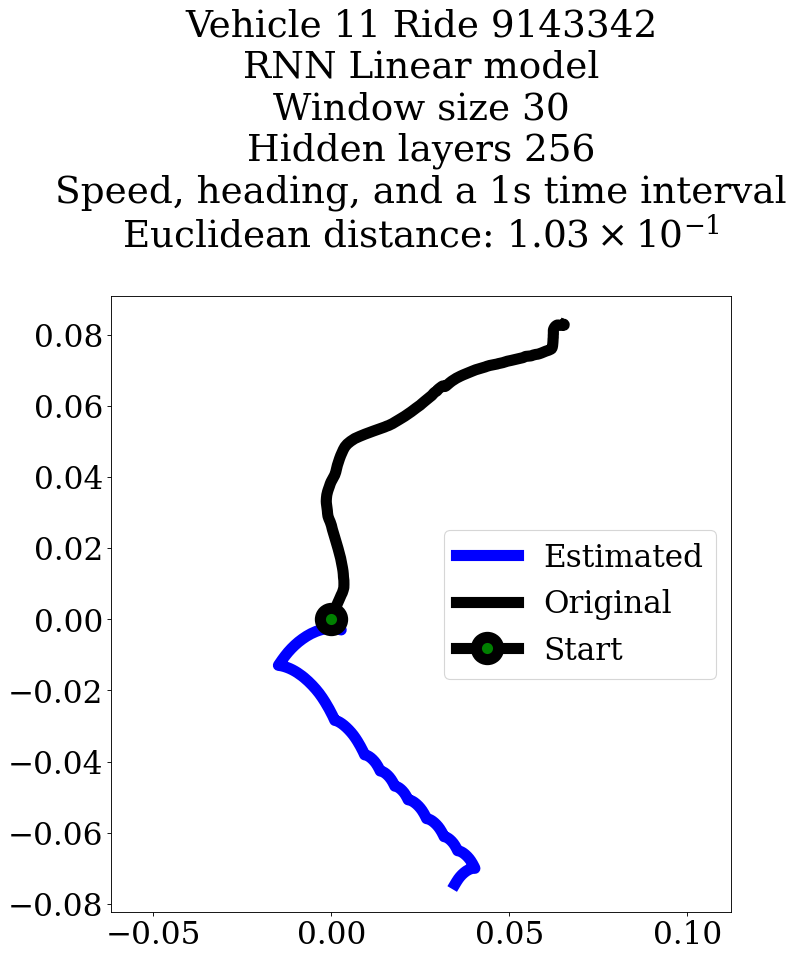 Vehicle 11 Ride 9143342
RNN Linear model
Window size 30
Hidden layers 256
Speed, heading, and a 1s time interval
Euclidean distance: 1.03 × 10⁻¹
0.08
0.06
0.04
0.02
0.00
−0.02
−0.04
−0.06
−0.08
Estimated
Original
Start
−0.05 0.00 0.05 0.10